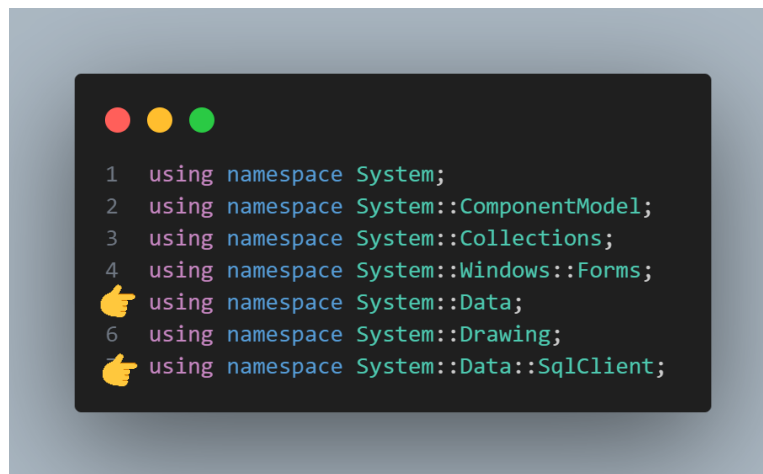 1 using namespace System;
2 using namespace System::ComponentModel;
3 using namespace System::Collections;
4 using namespace System::Windows::Forms;
using namespace System::Data;
6 using namespace System::Drawing;
using namespace System::Data::SqlClient;